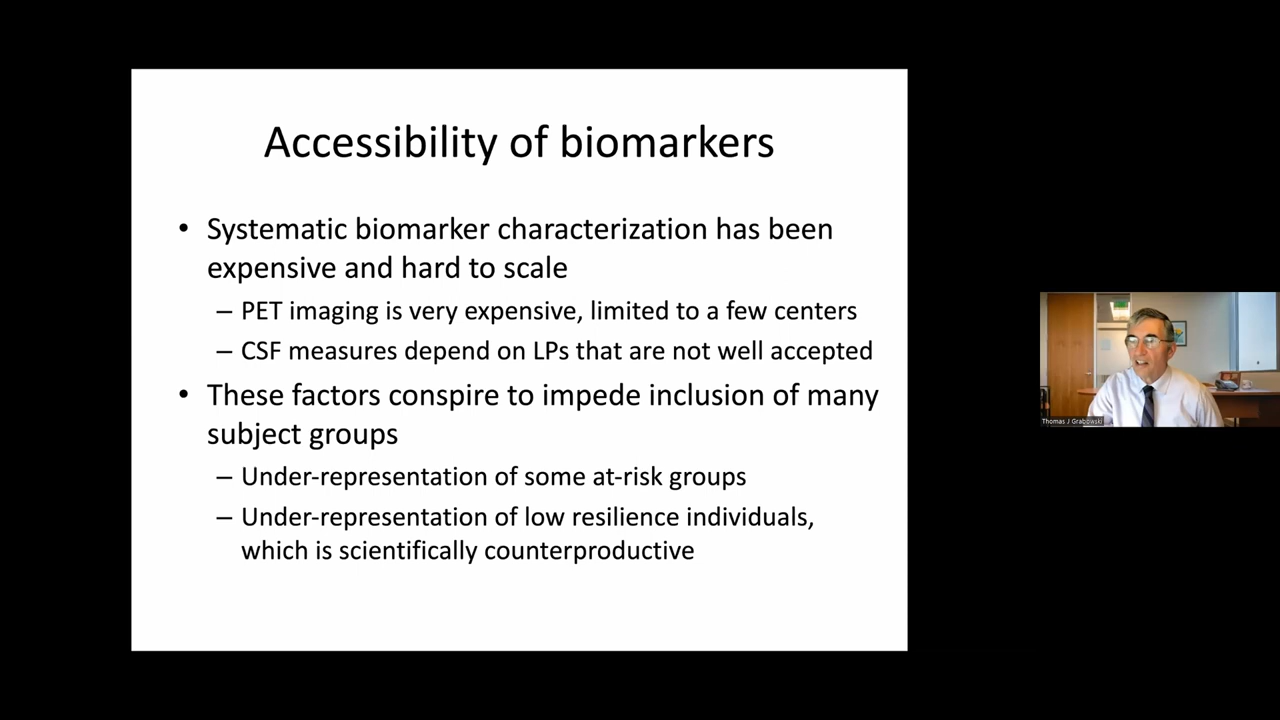 Accessibility of biomarkers
• Systematic biomarker characterization has been
expensive and hard to scale
– PET imaging is very expensive, limited to a few centers
– CSF measures depend on LPs that are not well accepted
• These factors conspire to impede inclusion of many
subject groups
– Under-representation of some at-risk groups
– Under-representation of low resilience individuals,
which is scientifically counterproductive
Thomas J Grabowski